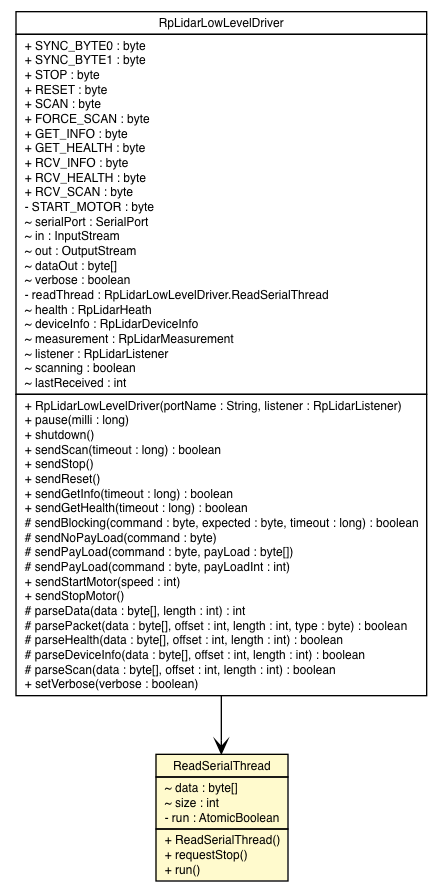 RpLidarLowLevelDriver
+ SYNC_BYTE0 : byte
+ SYNC_BYTE1 : byte
+ STOP : byte
+ RESET : byte
+ SCAN : byte
+ FORCE_SCAN : byte
+ GET_INFO : byte
+ GET_HEALTH : byte
+ RCV_INFO : byte
+ RCV_HEALTH : byte
+ RCV_SCAN : byte
- START_MOTOR : byte
~ serialPort : SerialPort
~ in : InputStream
~ out : OutputStream
~ dataOut : byte[]
~ verbose : boolean
- readThread : RpLidarLowLevelDriver.ReadSerialThread
~ health : RpLidarHeath
~ deviceInfo : RpLidarDeviceInfo
~ measurement : RpLidarMeasurement
~ listener : RpLidarListener
~ scanning : boolean
~ lastReceived : int
+ RpLidarLowLevelDriver(portName : String, listener : RpLidarListener)
+ pause(milli : long)
+ shutdown()
+ sendScan(timeout : long) : boolean
+ sendStop()
+ sendReset()
+ sendGetInfo(timeout : long) : boolean
+ sendGetHealth(timeout : long) : boolean
# sendBlocking(command : byte, expected : byte, timeout : long) : boolean
# sendNoPayLoad(command : byte)
# sendPayLoad(command : byte, payLoad : byte[])
# sendPayLoad(command : byte, payLoadInt : int)
+ sendStartMotor(speed : int)
+ sendStopMotor()
# parseData(data : byte[], length : int) : int
# parsePacket(data : byte[], offset : int, length : int, type : byte) : boolean
# parseHealth(data : byte[], offset : int, length : int) : boolean
# parseDeviceInfo(data : byte[], offset : int, length : int) : boolean
# parseScan(data : byte[], offset : int, length : int) : boolean
+ setVerbose(verbose : boolean)
ReadSerialThread
~ data : byte[]
~ size : int
- run : AtomicBoolean
+ ReadSerialThread()
+ requestStop()
+ run()